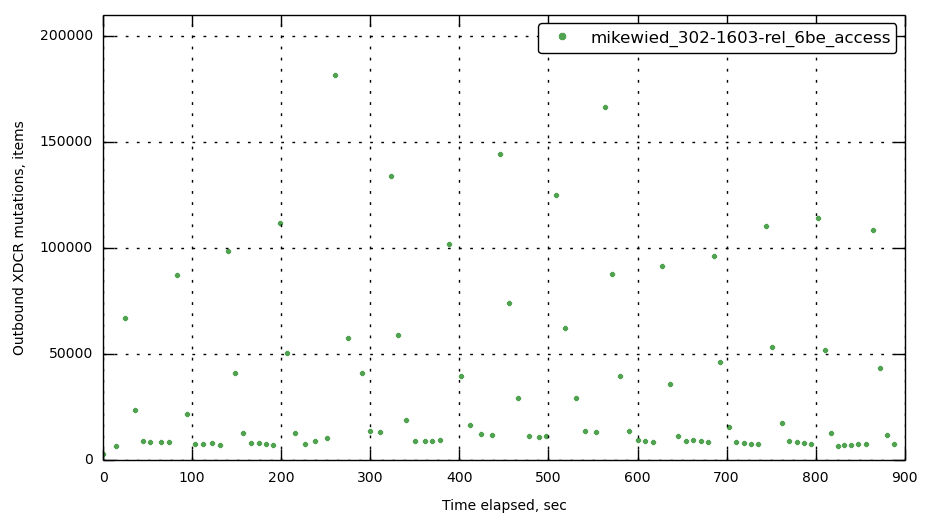 mikewied_302-1603-rel_6be_access
Outbound XDCR mutations, items
200000
150000
100000
50000
0
0 100 200 300 400 500 600 700 800 900
Time elapsed, sec